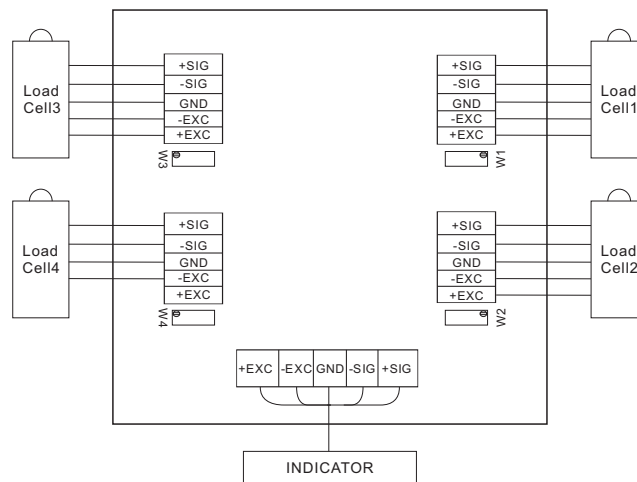 Load
Cell3
+SIG
-SIG
GND
-EXC
+EXC
W3
+SIG
-SIG
GND
-EXC
+EXC
W1
Load
Cell1
Load
Cell4
+SIG
-SIG
GND
-EXC
+EXC
W4
+SIG
-SIG
GND
-EXC
+EXC
W2
Load
Cell2
+EXC -EXC GND -SIG +SIG
INDICATOR